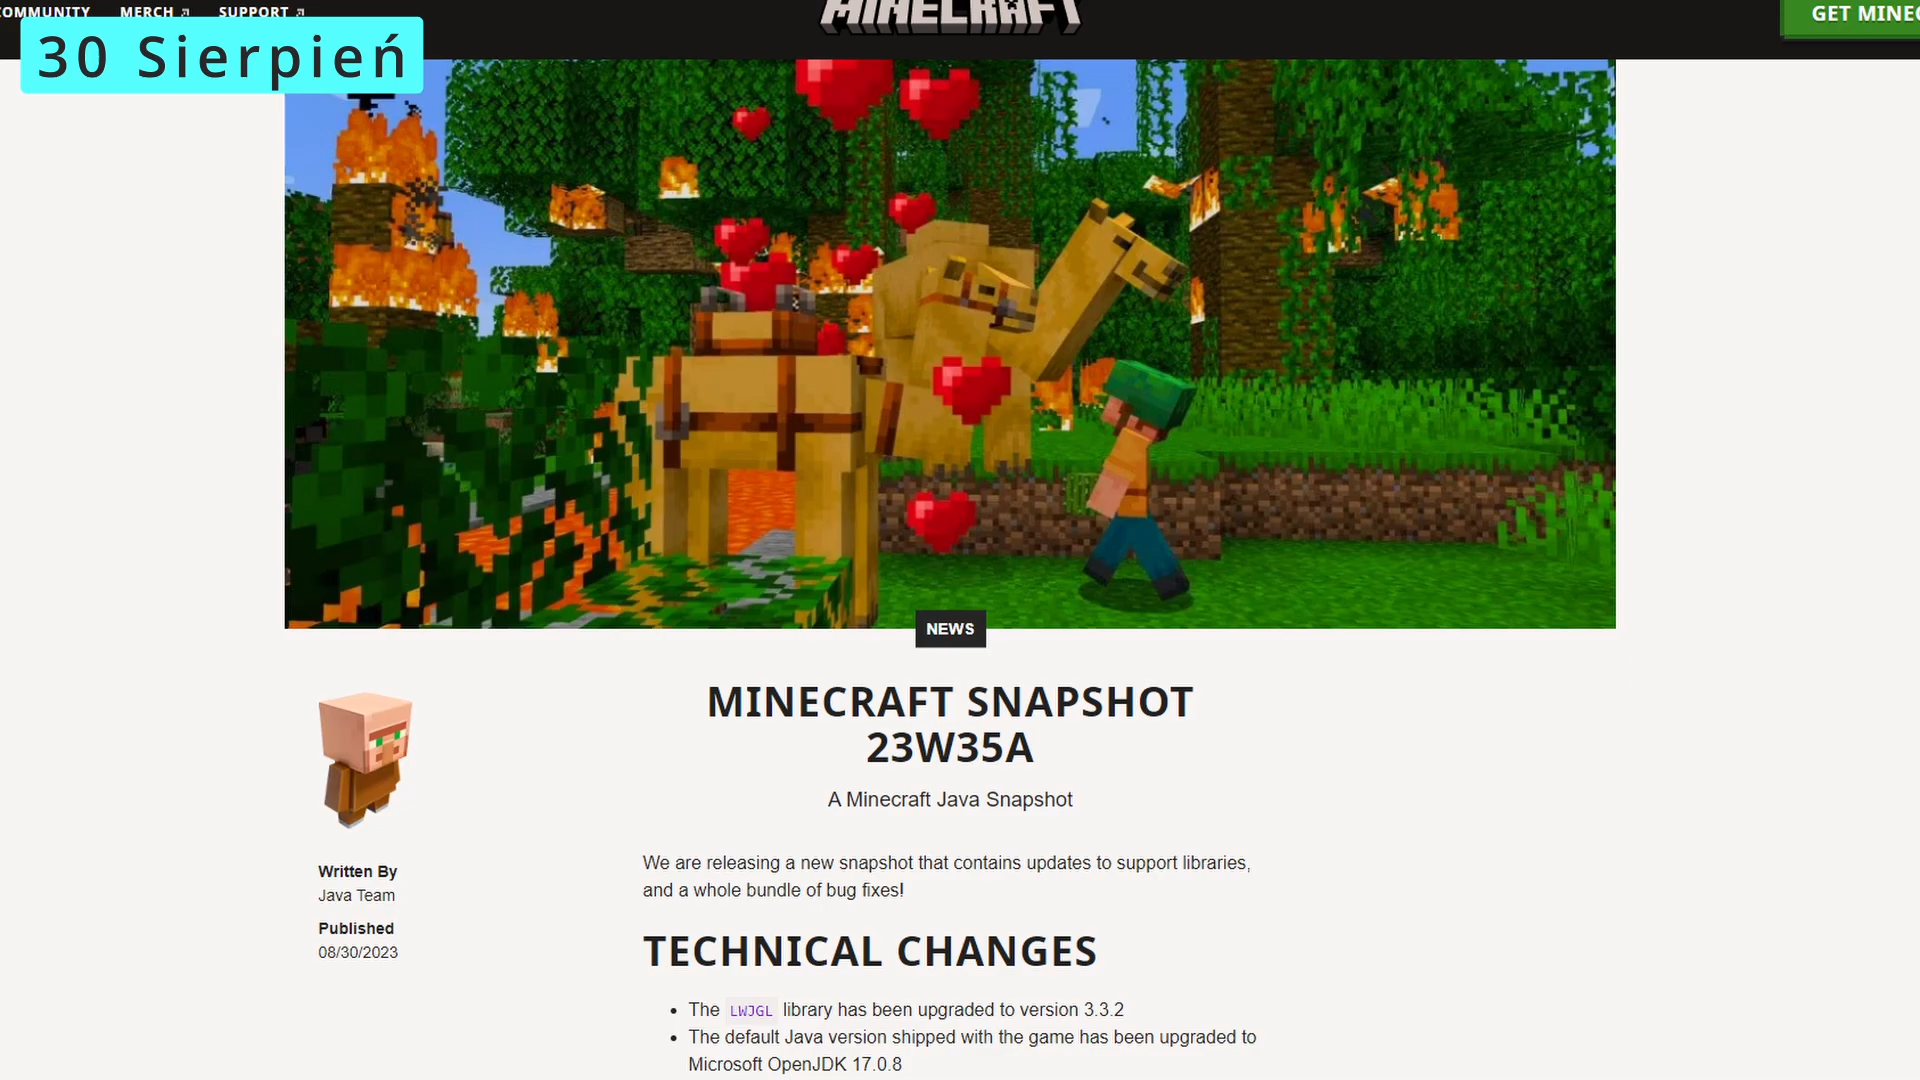 COMMUNITY MERCH SUPPORT
MINECRAFT
GET MINEC
30 Sierpień
NEWS
MINECRAFT SNAPSHOT
23W35A
A Minecraft Java Snapshot
Written By
Java Team
Published
08/30/2023
We are releasing a new snapshot that contains updates to support libraries,
and a whole bundle of bug fixes!
TECHNICAL CHANGES
• The LWJGL library has been upgraded to version 3.3.2
• The default Java version shipped with the game has been upgraded to
Microsoft OpenJDK 17.0.8